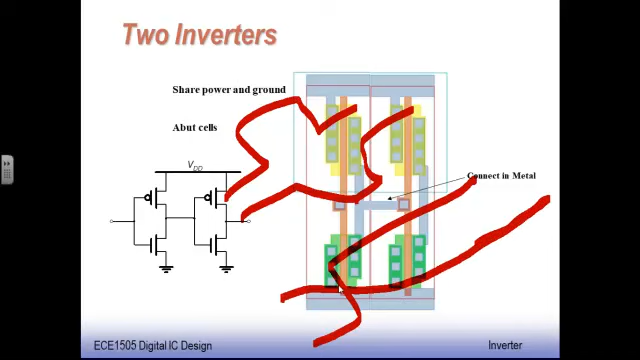 Two Inverters
Share power and ground
Abut cells
VDD
Connect in Metal
ECE1505 Digital IC Design
Inverter